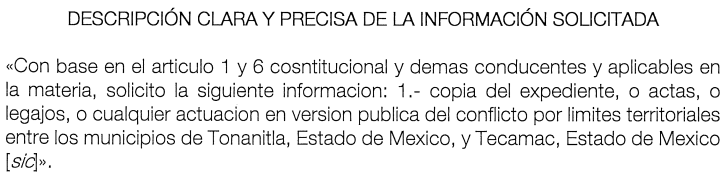 DESCRIPCIÓN CLARA Y PRECISA DE LA INFORMACIÓN SOLICITADA
«Con base en el articulo 1 y 6 cosntitucional y demas conducentes y aplicables en
la materia, solicito la siguiente informacion: 1.- copia del expediente, o actas, o
legajos, o cualquier actuacion en version publica del conflicto por limites territoriales
entre los municipios de Tonanitla, Estado de Mexico, y Tecamac, Estado de Mexico
[sic]».